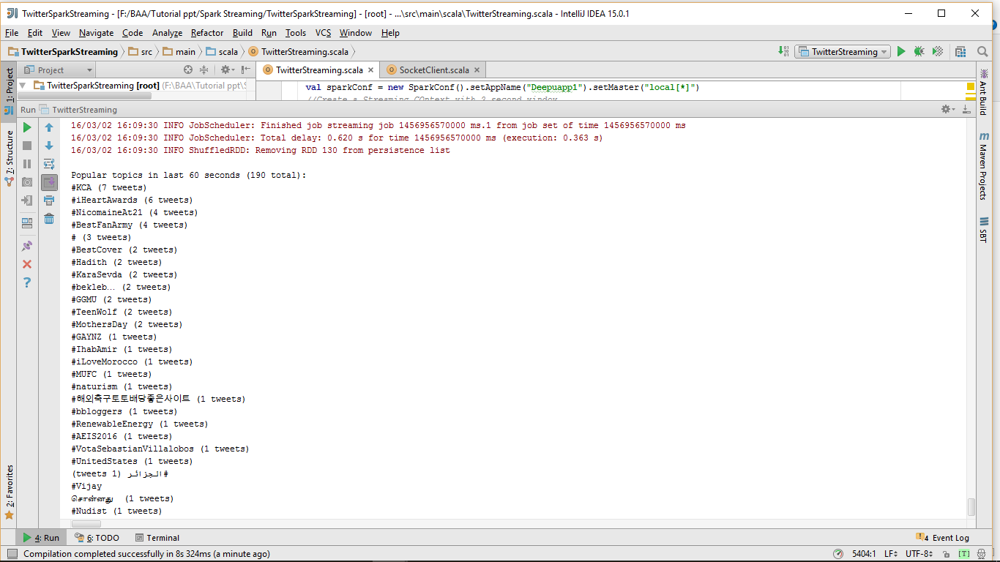 TwitterSparkStreaming - [F:/BAA/Tutorial ppt/Spark Streaming/TwitterSparkStreaming] - [root] - ...\src\main\scala\TwitterStreaming.scala - IntelliJ IDEA 15.0.1
File Edit View Navigate Code Analyze Refactor Build Run Tools VCS Window Help
TwitterSparkStreaming src main scala TwitterStreaming.scala TwitterStreaming
1: Project
7: Structure
2: Favorites
Project
TwitterStreaming.scala
SocketClient.scala
TwitterSparkStreaming [root] (F:\BAA\Tutorial ppt\S
val sparkConf = new SparkConf().setAppName("Deepuapp1").setMaster("local[*]")
//Create a Streaming COntext with 2 second window
Run TwitterStreaming
16/03/02 16:09:30 INFO JobScheduler: Finished job streaming job 1456956570000 ms.1 from job set of time 1456956570000 ms
16/03/02 16:09:30 INFO JobScheduler: Total delay: 0.620 s for time 1456956570000 ms (execution: 0.363 s)
16/03/02 16:09:30 INFO ShuffledRDD: Removing RDD 130 from persistence list
Popular topics in last 60 seconds (190 total):
#KCA (7 tweets)
#iHeartAwards (6 tweets)
#NicomaineAt21 (4 tweets)
#BestFanArmy (4 tweets)
# (3 tweets)
#BestCover (2 tweets)
#Hadith (2 tweets)
#KaraSevda (2 tweets)
#bekleb… (2 tweets)
#GGMU (2 tweets)
#TeenWolf (2 tweets)
#MothersDay (2 tweets)
#GAYNZ (1 tweets)
#IhabAmir (1 tweets)
#iLoveMorocco (1 tweets)
#MUFC (1 tweets)
#naturism (1 tweets)
#해외축구토토배당좋은사이트 (1 tweets)
#bbloggers (1 tweets)
#RenewableEnergy (1 tweets)
#AEIS2016 (1 tweets)
#VotaSebastianVillalobos (1 tweets)
#UnitedStates (1 tweets)
#الجزائر (1 tweets)
#Vijay
சொன்னது (1 tweets)
#Nudist (1 tweets)
Ant Build
Maven Projects
SBT
4: Run 6: TODO Terminal 4 Event Log
Compilation completed successfully in 8s 324ms (a minute ago) 5404:1 LF UTF-8 [T]